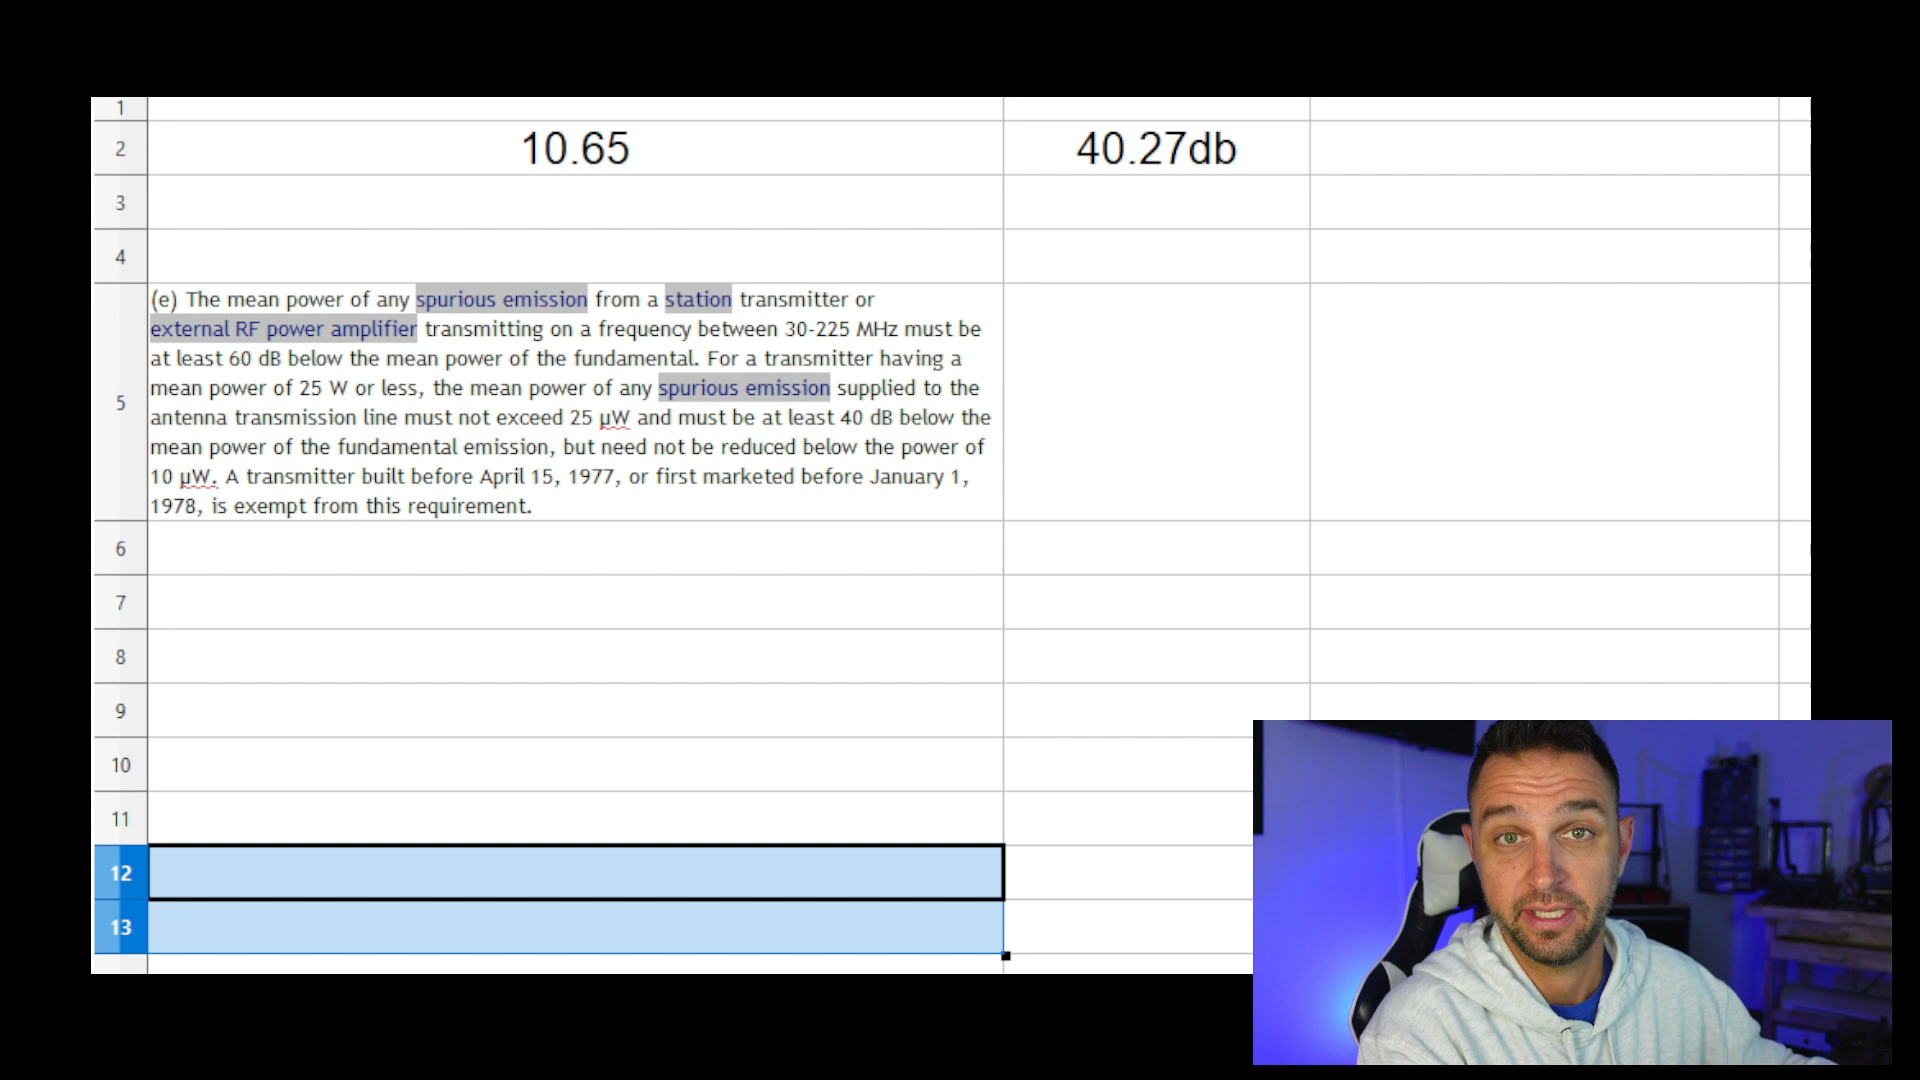 1
2
10.65
40.27db
3
4
5
(e) The mean power of any spurious emission from a station transmitter or
external RF power amplifier transmitting on a frequency between 30-225 MHz must be
at least 60 dB below the mean power of the fundamental. For a transmitter having a
mean power of 25 W or less, the mean power of any spurious emission supplied to the
antenna transmission line must not exceed 25 µW and must be at least 40 dB below the
mean power of the fundamental emission, but need not be reduced below the power of
10 µW. A transmitter built before April 15, 1977, or first marketed before January 1,
1978, is exempt from this requirement.
6
7
8
9
10
11
12
13